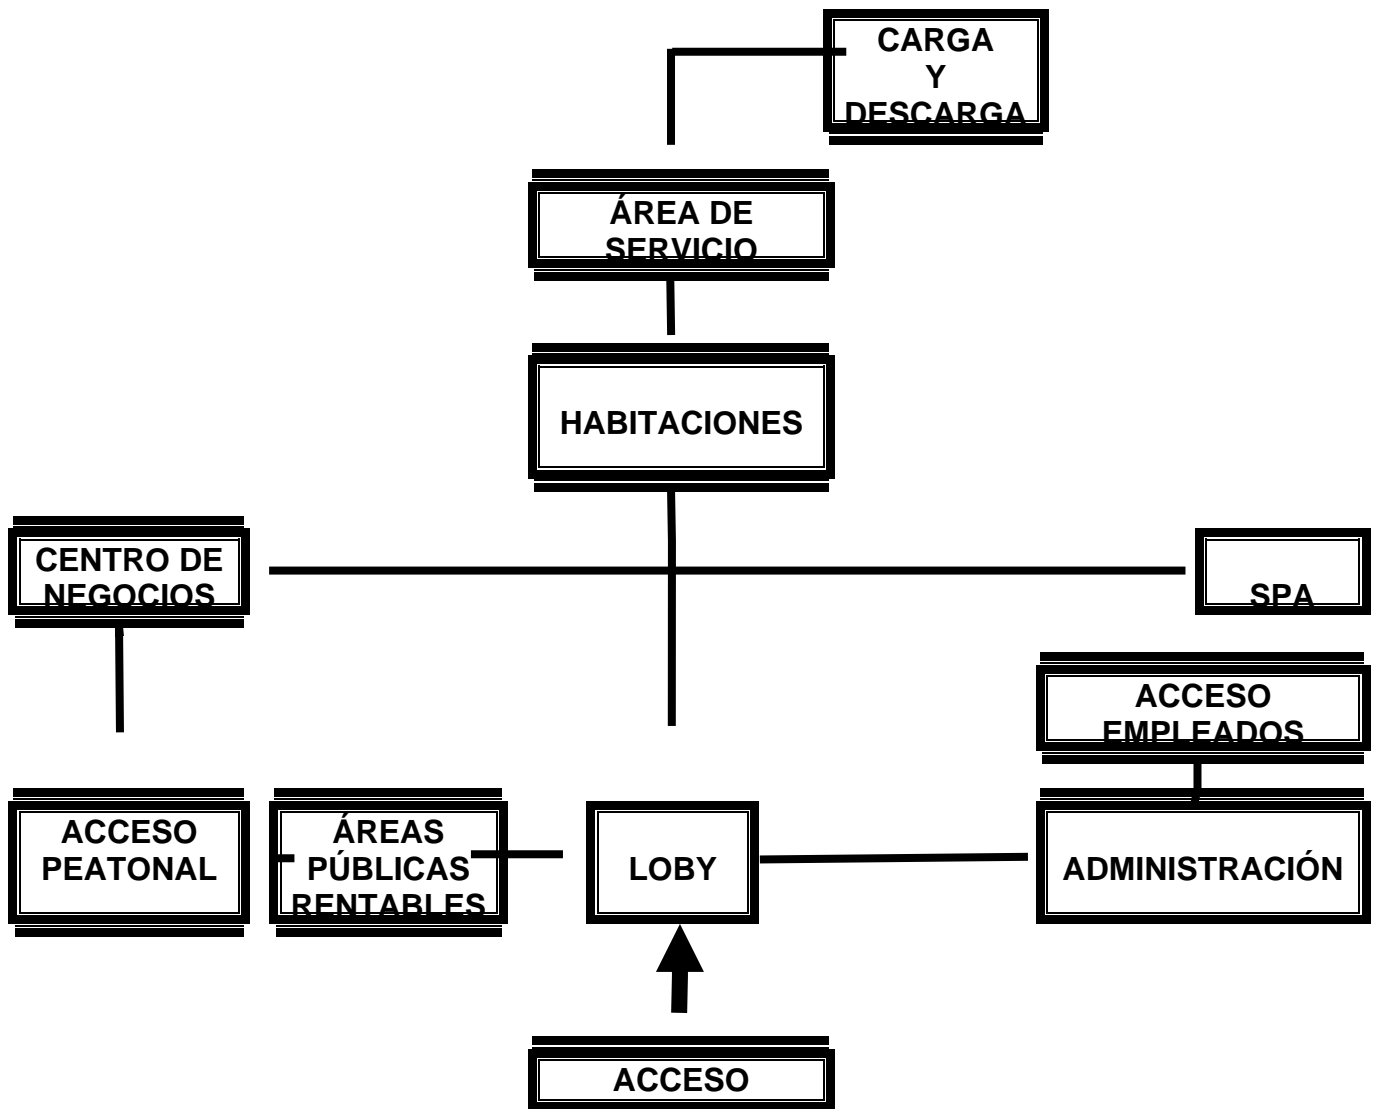 CARGA
Y
DESCARGA
ÁREA DE
SERVICIO
HABITACIONES
CENTRO DE
NEGOCIOS
SPA
ACCESO
EMPLEADOS
ACCESO
PEATONAL
ÁREAS
PÚBLICAS
RENTABLES
LOBY
ADMINISTRACIÓN
ACCESO